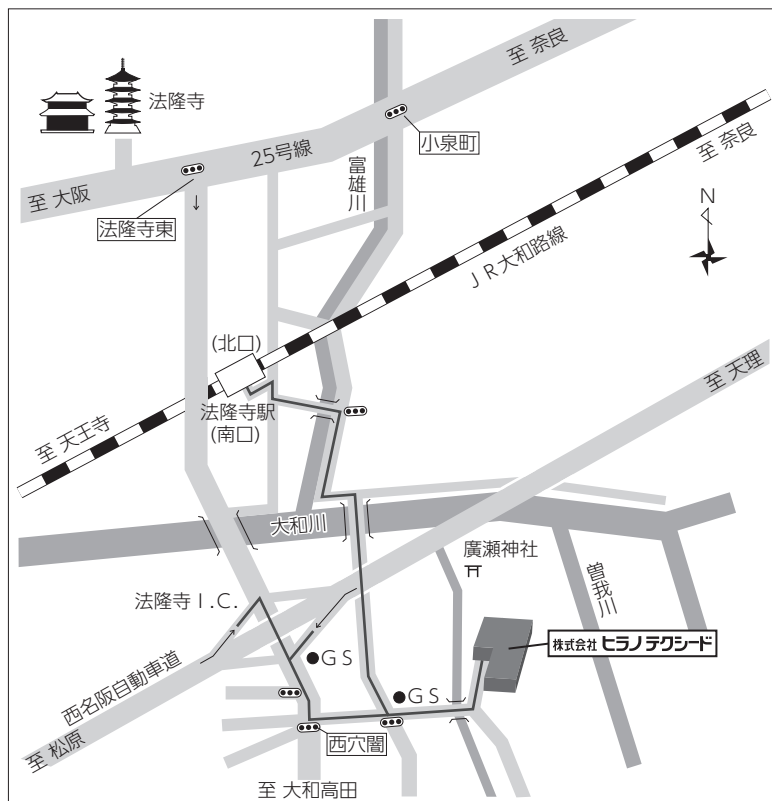 至 奈良
法隆寺
小泉町
25号線
至 奈良
富雄川
至 大阪
N
法隆寺東
JR大和路線
(北口)
至 天理
法隆寺駅
(南口)
至 天王寺
大和川
廣瀬神社
曽我川
法隆寺I.C.
株式会社 ヒラノテクシード
GS
西名阪自動車道
GS
西穴闇
至 松原
至 大和高田